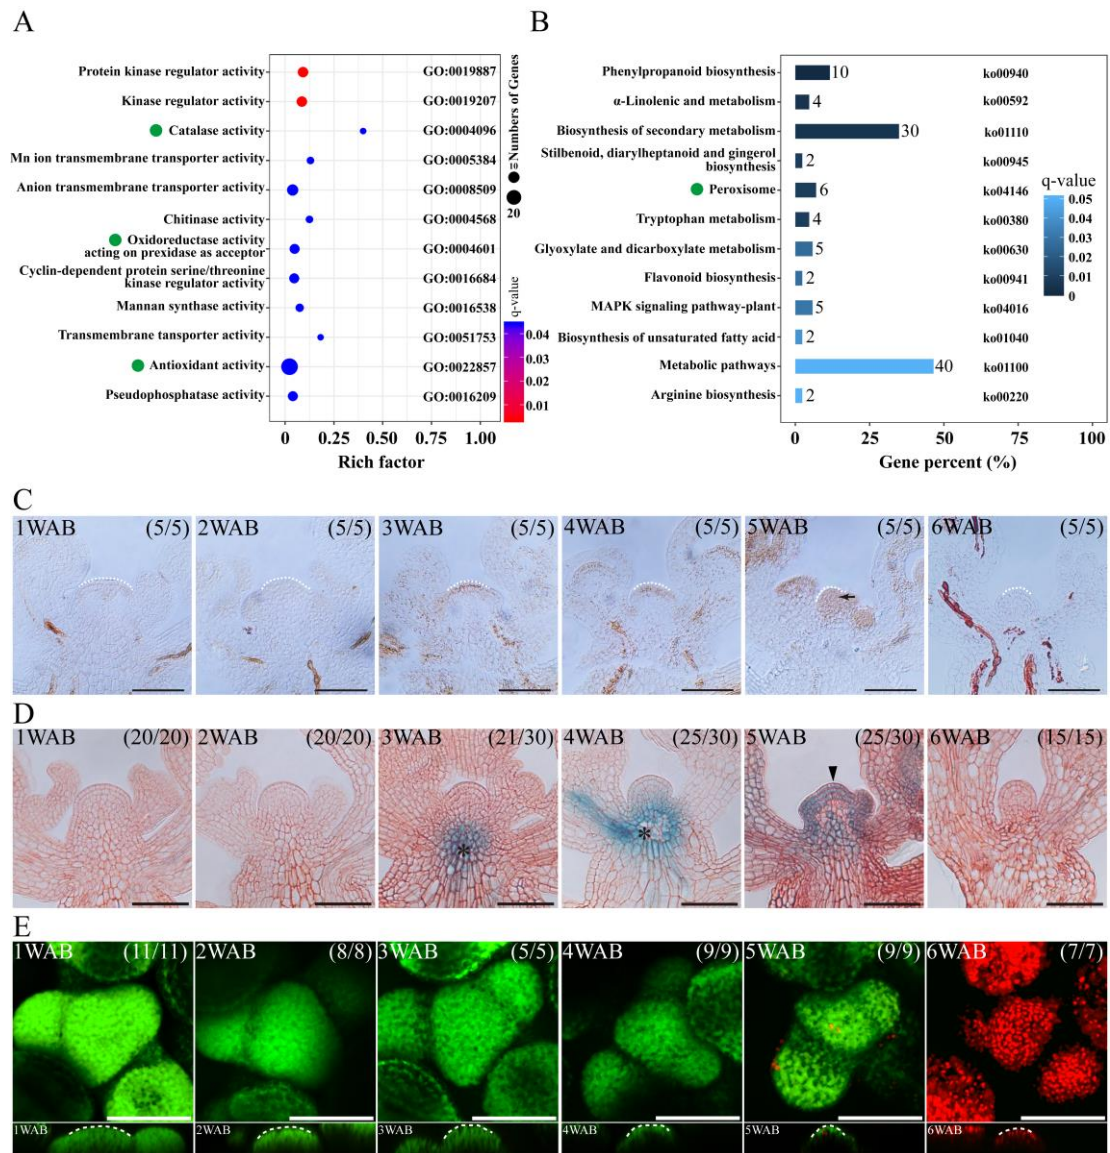 A
Protein kinase regulator activity GO:0019887
Kinase regulator activity GO:0019207
Catalase activity GO:0004096
Mn ion transmembrane transporter activity GO:0005384
Anion transmembrane transporter activity GO:0008509
Chitinase activity GO:0004568
Oxidoreductase activity
acting on prexidase as acceptor GO:0004601
Cyclin-dependent protein serine/threonine
kinase regulator activity GO:0016684
Mannan synthase activity GO:0016538
Transmembrane tansporter activity GO:0051753
Antioxidant activity GO:0022857
Pseudophosphatase activity GO:0016209
0 0.25 0.50 0.75 1.00
Rich factor
Numbers of Genes
20
q-value
0.04
0.03
0.02
0.01
B
Phenylpropanoid biosynthesis 10 ko00940
α-Linolenic and metabolism 4 ko00592
Biosynthesis of secondary metabolism 30 ko01110
Stilbenoid, diarylheptanoid and gingerol
biosynthesis 2 ko00945
Peroxisome 6 ko04146
Tryptophan metabolism 4 ko00380
Glyoxylate and dicarboxylate metabolism 5 ko00630
Flavonoid biosynthesis 2 ko00941
MAPK signaling pathway-plant 5 ko04016
Biosynthesis of unsaturated fatty acid 2 ko01040
Metabolic pathways 40 ko01100
Arginine biosynthesis 2 ko00220
0 25 50 75 100
Gene percent (%)
q-value
0.05
0.04
0.03
0.02
0.01
0
C
1WAB (5/5) 2WAB (5/5) 3WAB (5/5) 4WAB (5/5) 5WAB (5/5) 6WAB (5/5)
D
1WAB (20/20) 2WAB (20/20) 3WAB (21/30) 4WAB (25/30) 5WAB (25/30) 6WAB (15/15)
*
*
E
1WAB (11/11) 2WAB (8/8) 3WAB (5/5) 4WAB (9/9) 5WAB (9/9) 6WAB (7/7)
1WAB 2WAB 3WAB 4WAB 5WAB 6WAB